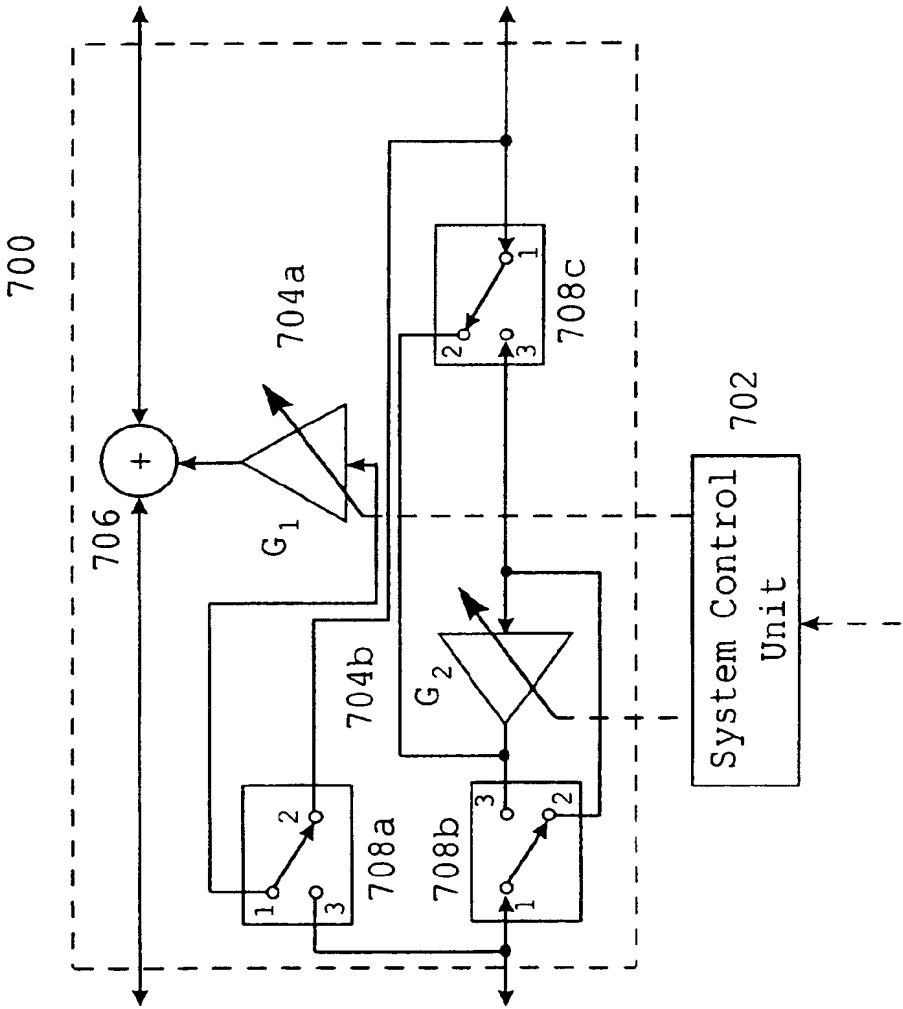 700
706
+
704a
G1
704b
G2
1
2
3
708a
708b
3
2
1
2
1
3
708c
System Control
Unit
702